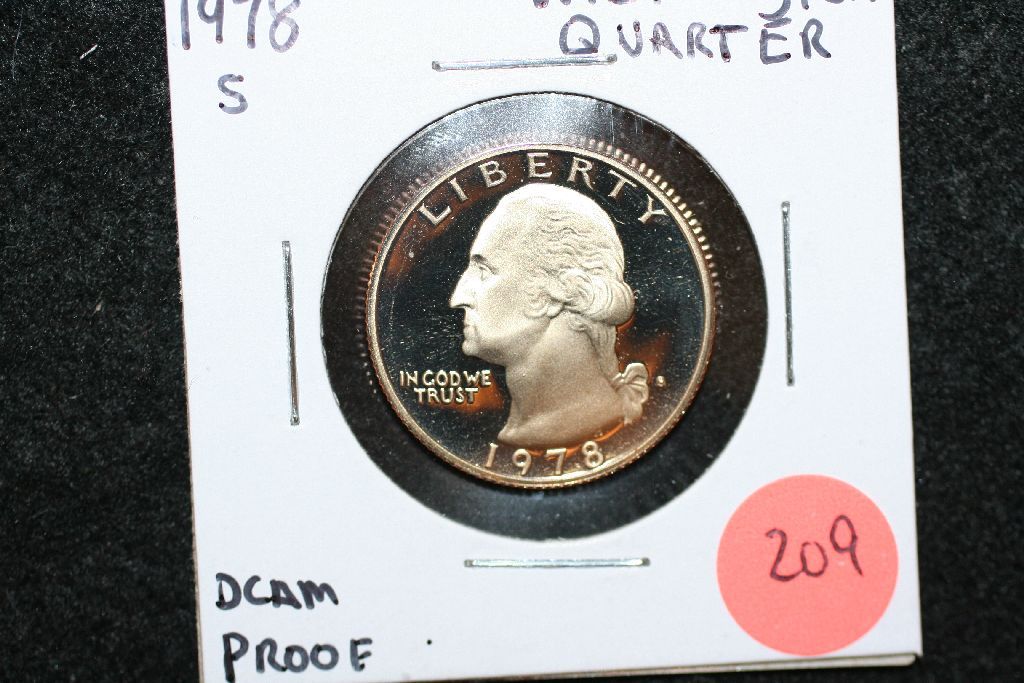 1978
S
QUARTER
LIBERTY
IN GOD WE
TRUST
S
1978
209
DCAM
PROOF